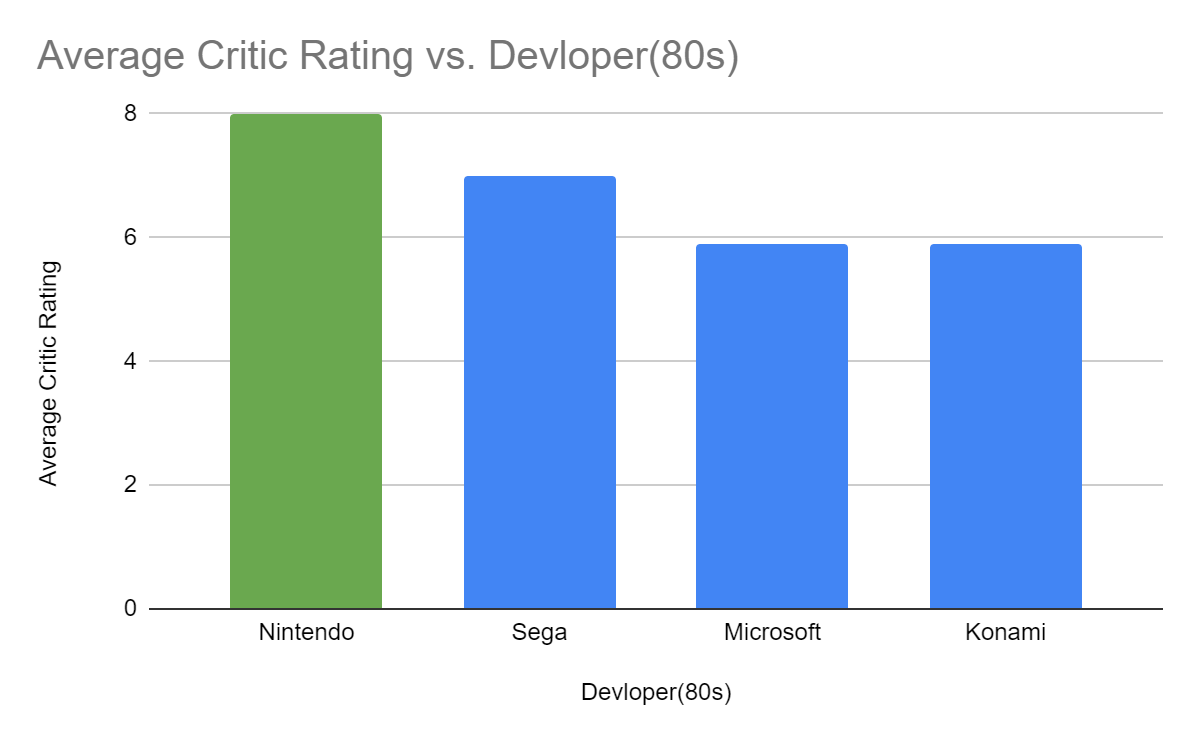 Average Critic Rating vs. Devloper(80s)
8
6
4
2
0
Average Critic Rating
Nintendo Sega Microsoft Konami
Devloper(80s)